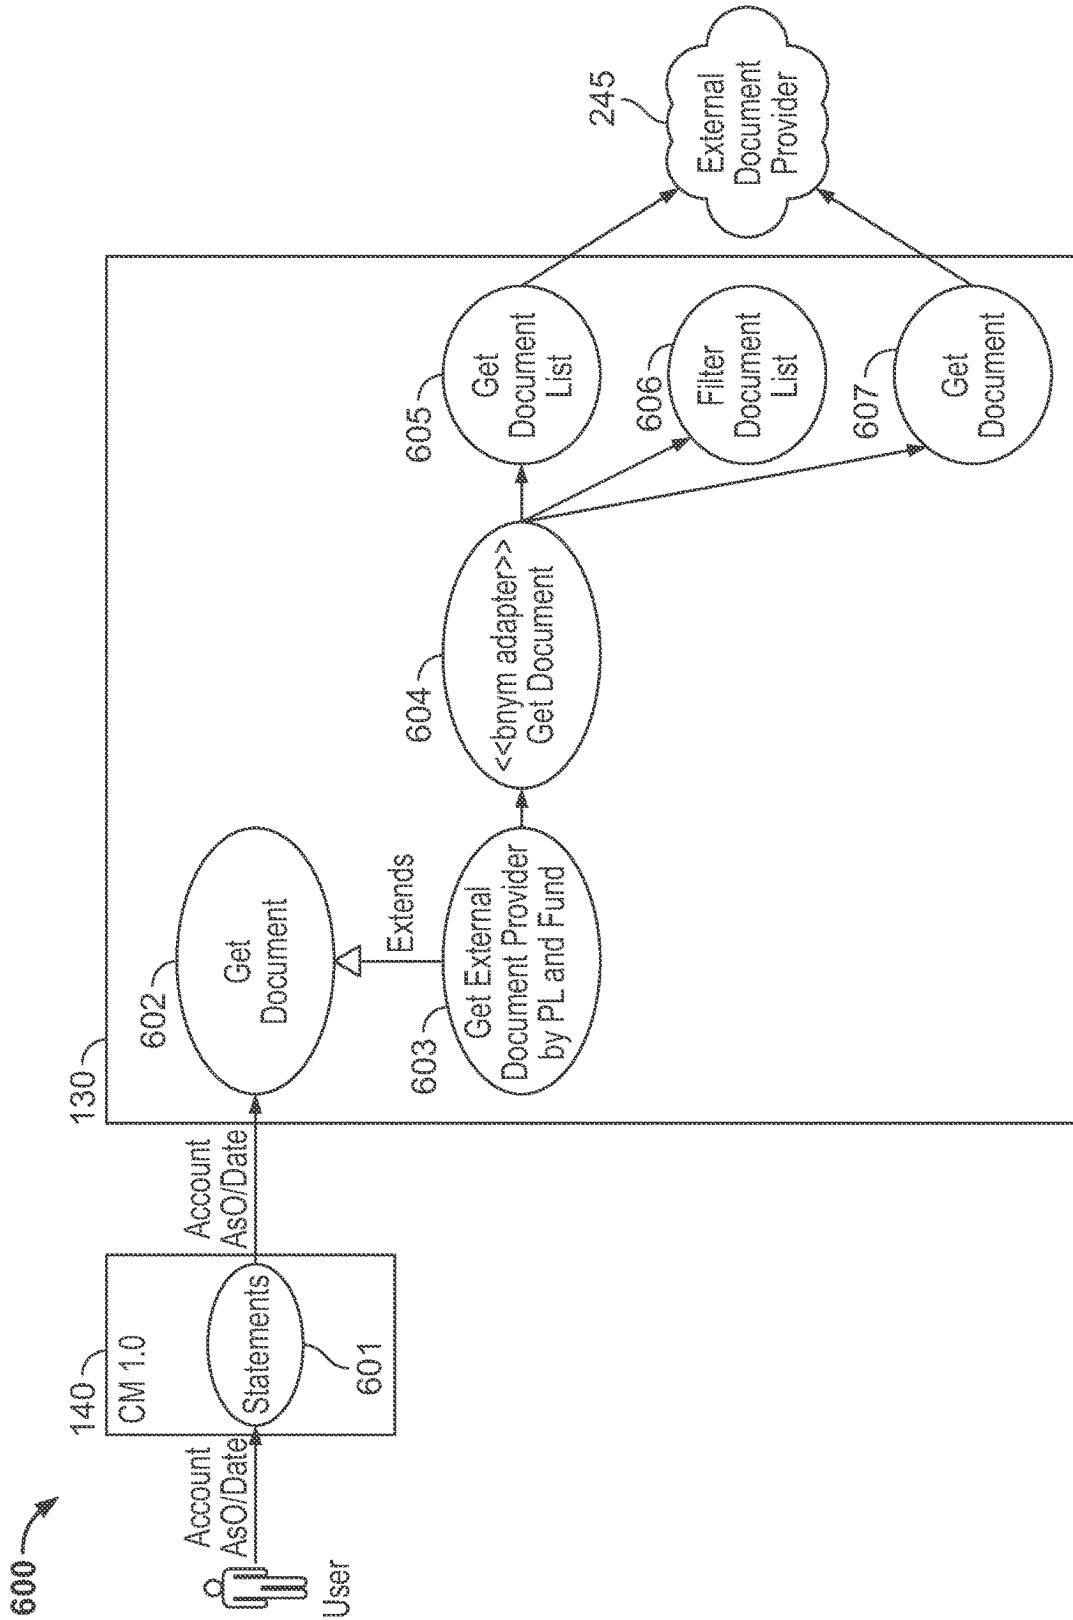 600
User
Account
AsO/Date
140
CM 1.0
Statements
601
Account
AsO/Date
130
602
Get
Document
Extends
603
Get External
Document Provider
by PL and Fund
604
<<bnym adapter>>
Get Document
605
Get
Document
List
606
Filter
Document
List
607
Get
Document
245
External
Document
Provider